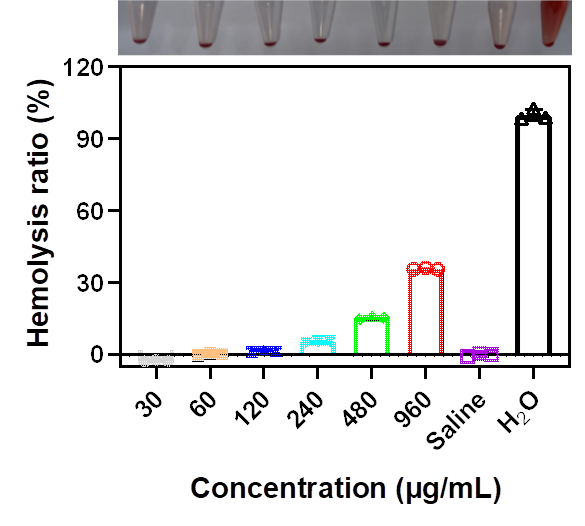 Hemolysis ratio (%)
120
90
60
30
0
30
60
120
240
480
960
Saline
H₂O
Concentration (µg/mL)